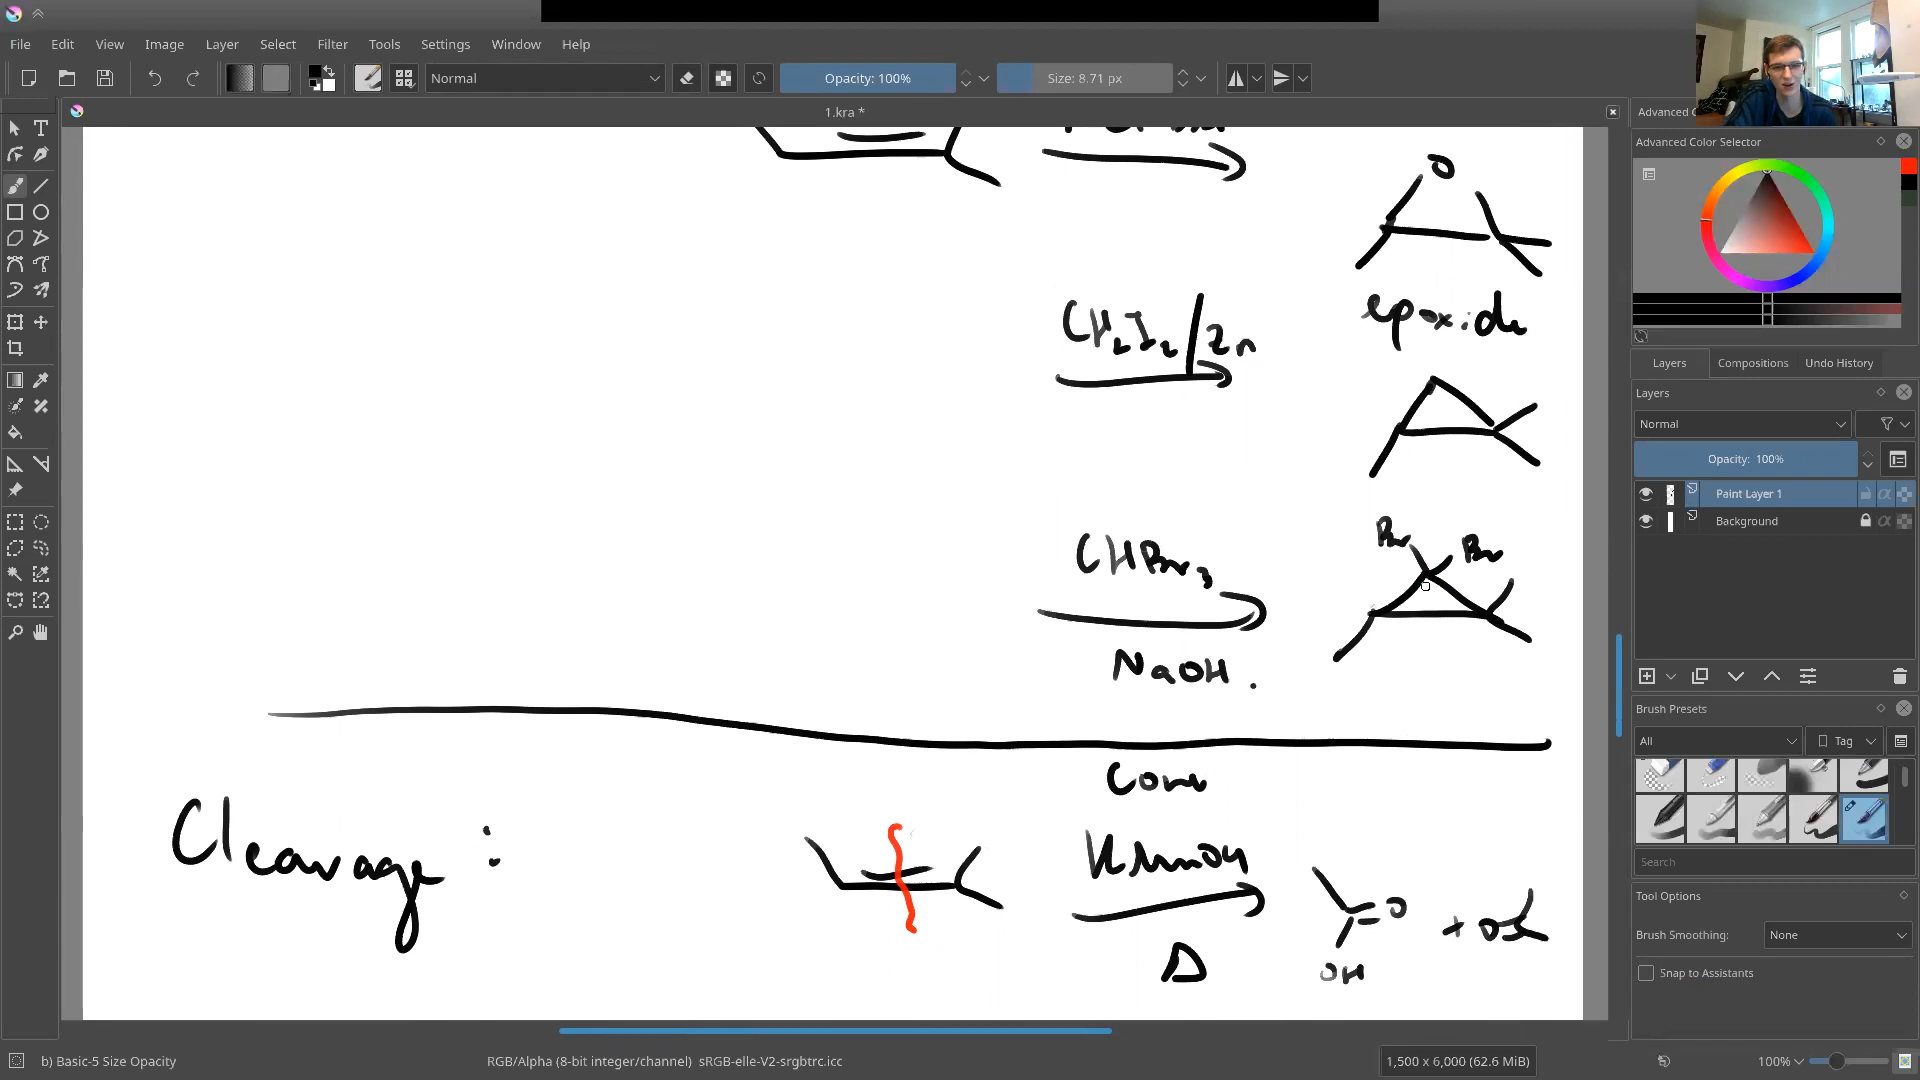 File Edit View Image Layer Select Filter Tools Settings Window Help
Normal Opacity: 100% Size: 8.71 px
1.kra *
Advanced Co
Advanced Color Selector
O
epoxide
CH2I2/Zn
Br Br
CHBr3
NaOH.
Cleavage:
Conc
KMnO4
Δ
O
OH
+ O
Layers Compositions Undo History
Layers
Normal
Opacity: 100%
Paint Layer 1
Background
Brush Presets
All Tag
Search
Tool Options
Brush Smoothing: None
Snap to Assistants
b) Basic-5 Size Opacity RGB/Alpha (8-bit integer/channel) sRGB-elle-V2-srgbtrc.icc 1,500 x 6,000 (62.6 MiB) 100%